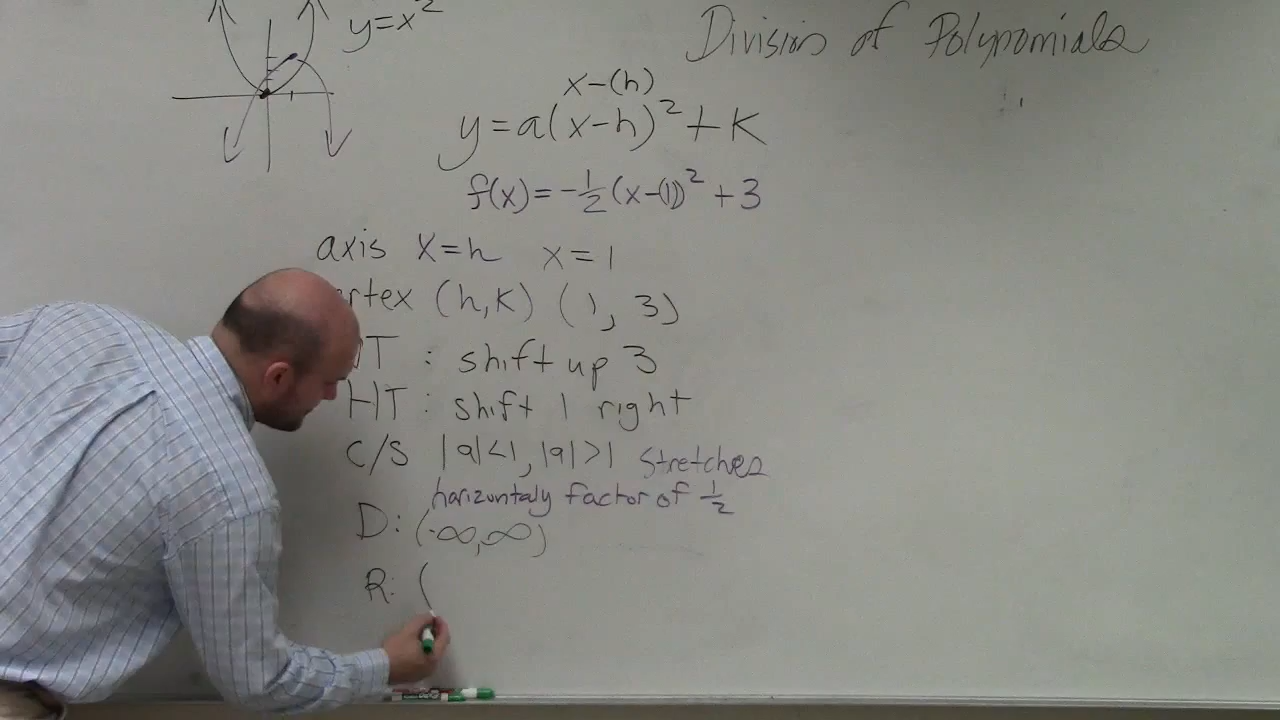 y=x²
Division of Polynomials
x-(h)
y=a(x-h)²+K
f(x)=-1/2(x-(1))²+3
axis X=h x=1
rtex (h,K) (1, 3)
T : shift up 3
HT : shift 1 right
C/S |a|<1, |a|>1 Stretches
horizontaly factor of 1/2
D: (-∞,∞)
R: (